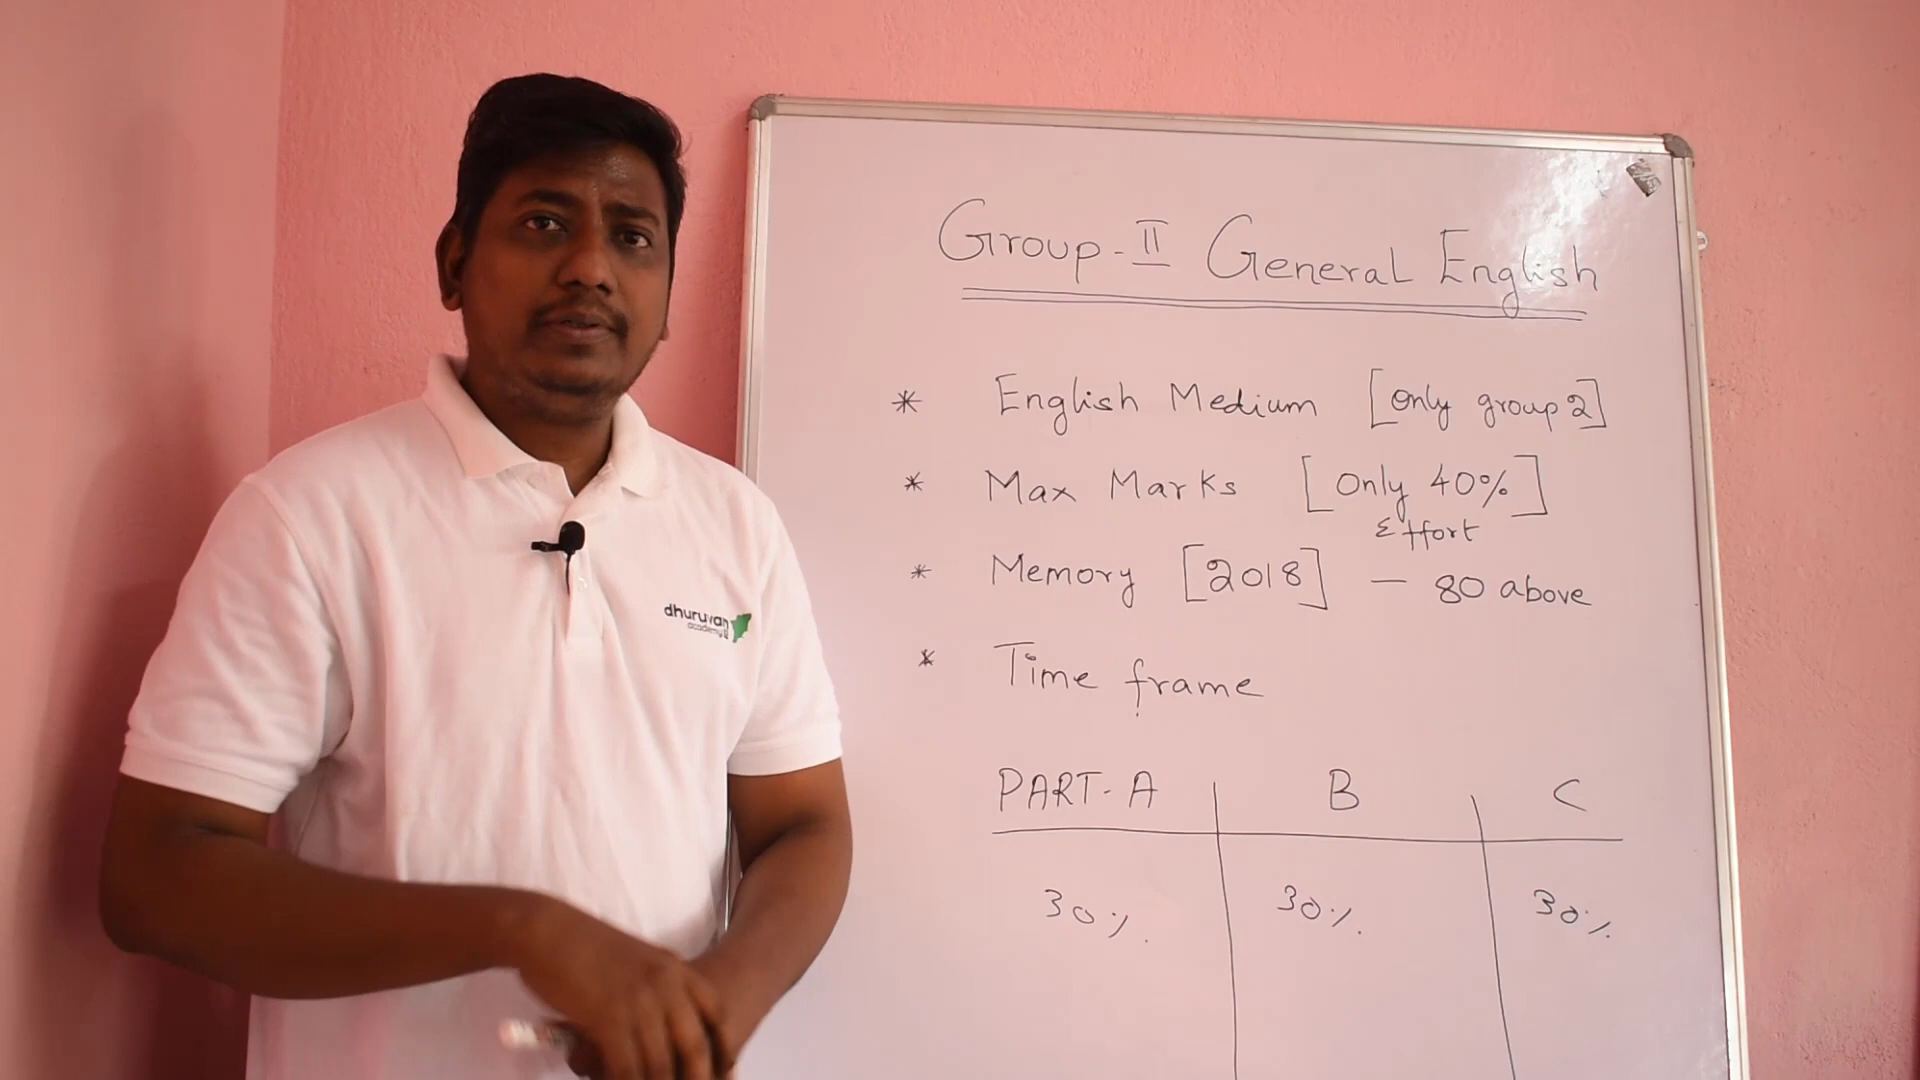 Group-II General English
* English Medium [Only group 2]
* Max Marks [Only 40%]
Effort
* Memory [2018] - 80 above
* Time frame
PART-A B C
30% 30% 30%
dhuruvan
academy